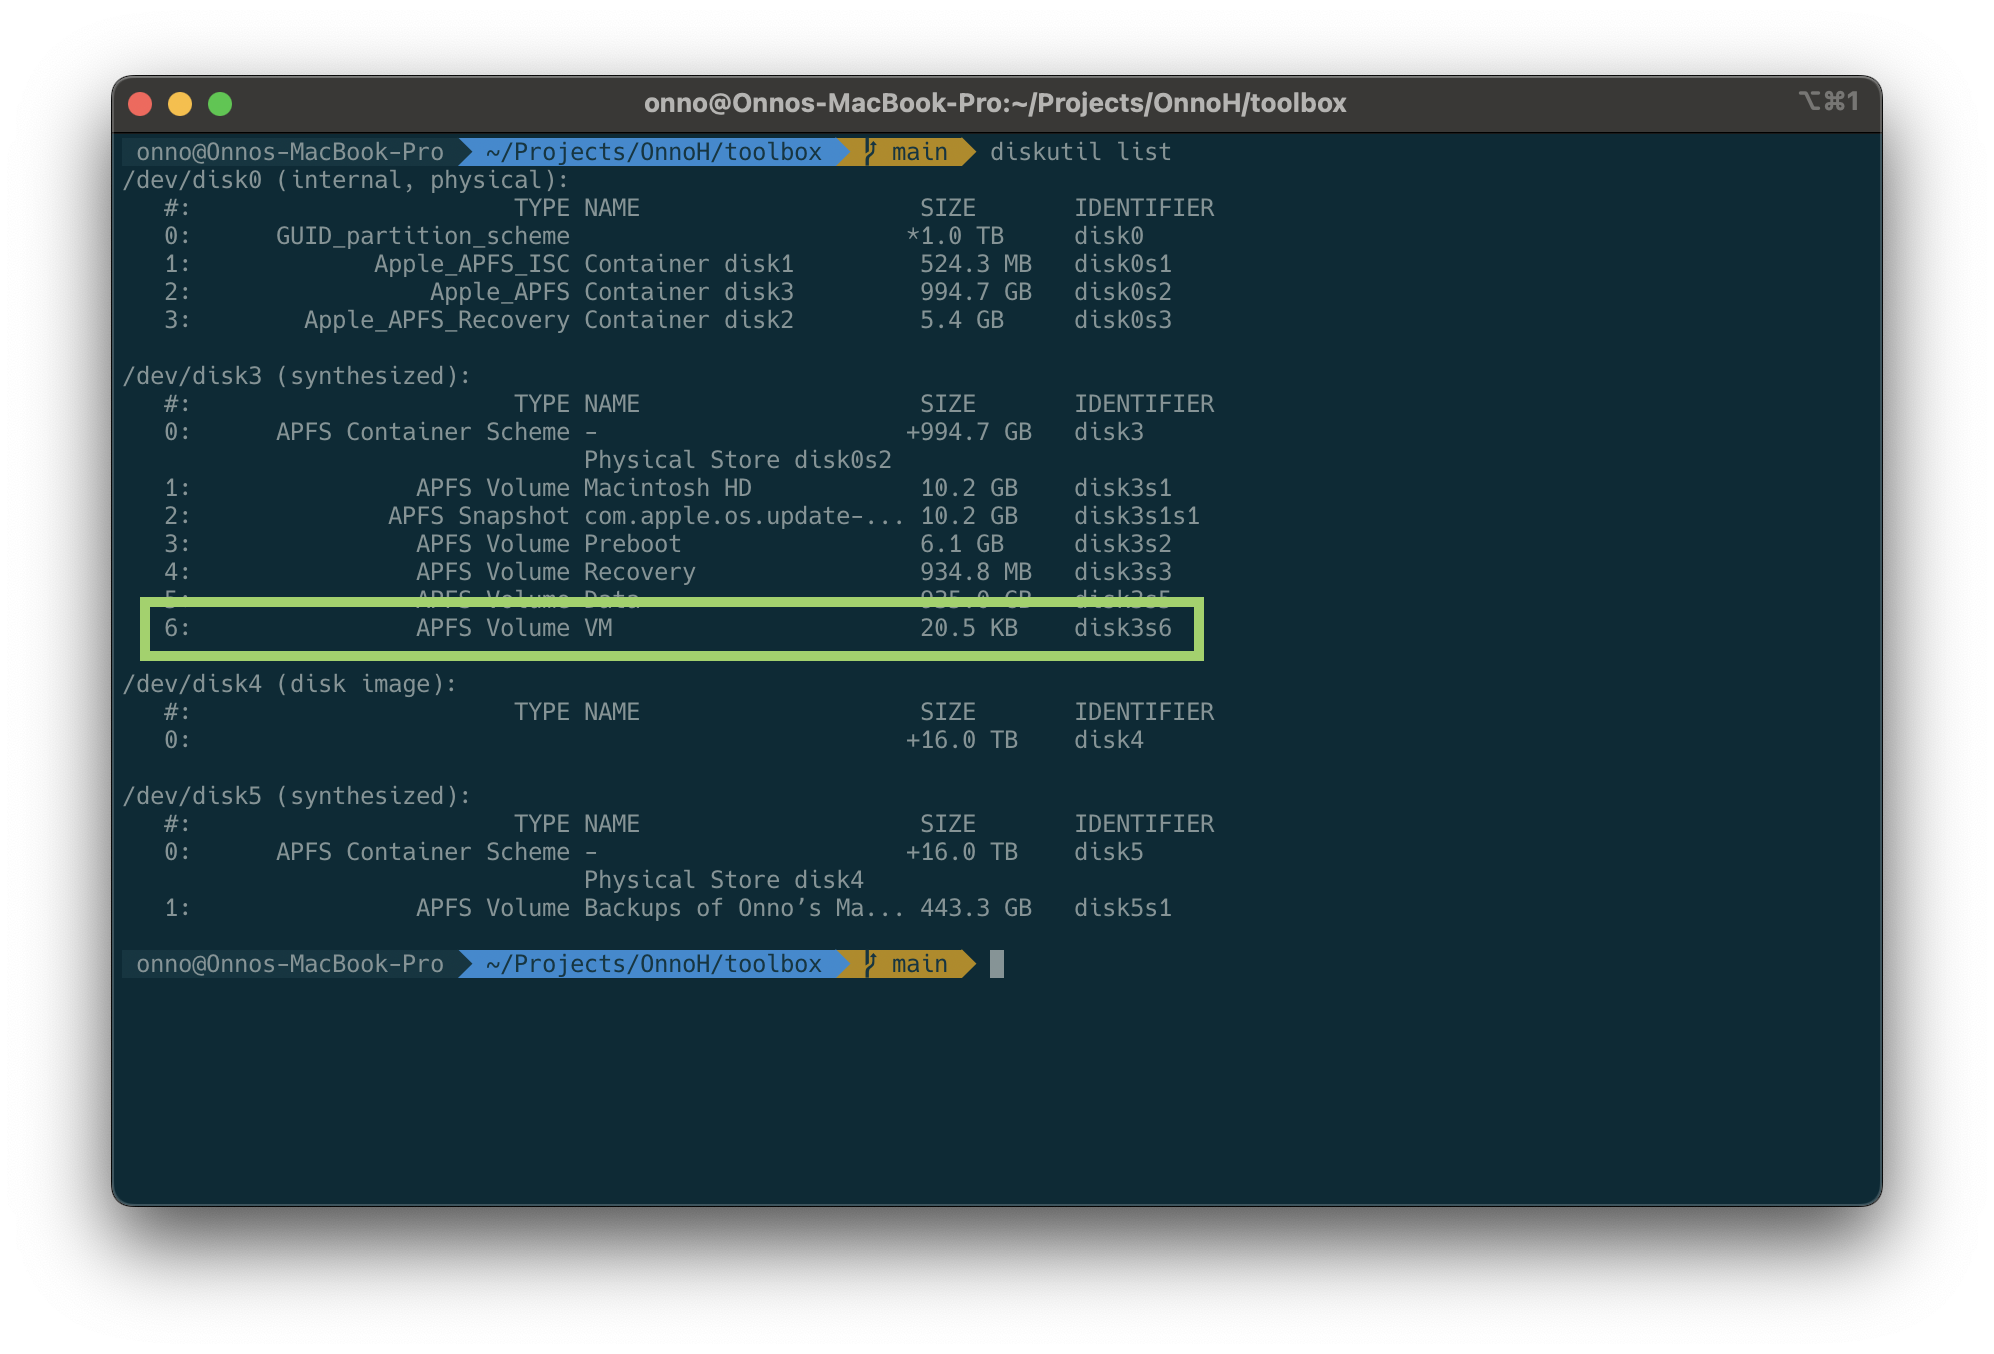 onno@Onnos-MacBook-Pro:~/Projects/OnnoH/toolbox ⌥⌘1
onno@Onnos-MacBook-Pro ~/Projects/OnnoH/toolbox main diskutil list
/dev/disk0 (internal, physical):
#: TYPE NAME SIZE IDENTIFIER
0: GUID_partition_scheme *1.0 TB disk0
1: Apple_APFS_ISC Container disk1 524.3 MB disk0s1
2: Apple_APFS Container disk3 994.7 GB disk0s2
3: Apple_APFS_Recovery Container disk2 5.4 GB disk0s3
/dev/disk3 (synthesized):
#: TYPE NAME SIZE IDENTIFIER
0: APFS Container Scheme - +994.7 GB disk3
Physical Store disk0s2
1: APFS Volume Macintosh HD 10.2 GB disk3s1
2: APFS Snapshot com.apple.os.update-... 10.2 GB disk3s1s1
3: APFS Volume Preboot 6.1 GB disk3s2
4: APFS Volume Recovery 934.8 MB disk3s3
5: APFS Volume Data 935.0 GB disk3s5
6: APFS Volume VM 20.5 KB disk3s6
/dev/disk4 (disk image):
#: TYPE NAME SIZE IDENTIFIER
0: +16.0 TB disk4
/dev/disk5 (synthesized):
#: TYPE NAME SIZE IDENTIFIER
0: APFS Container Scheme - +16.0 TB disk5
Physical Store disk4
1: APFS Volume Backups of Onno’s Ma... 443.3 GB disk5s1
onno@Onnos-MacBook-Pro ~/Projects/OnnoH/toolbox main